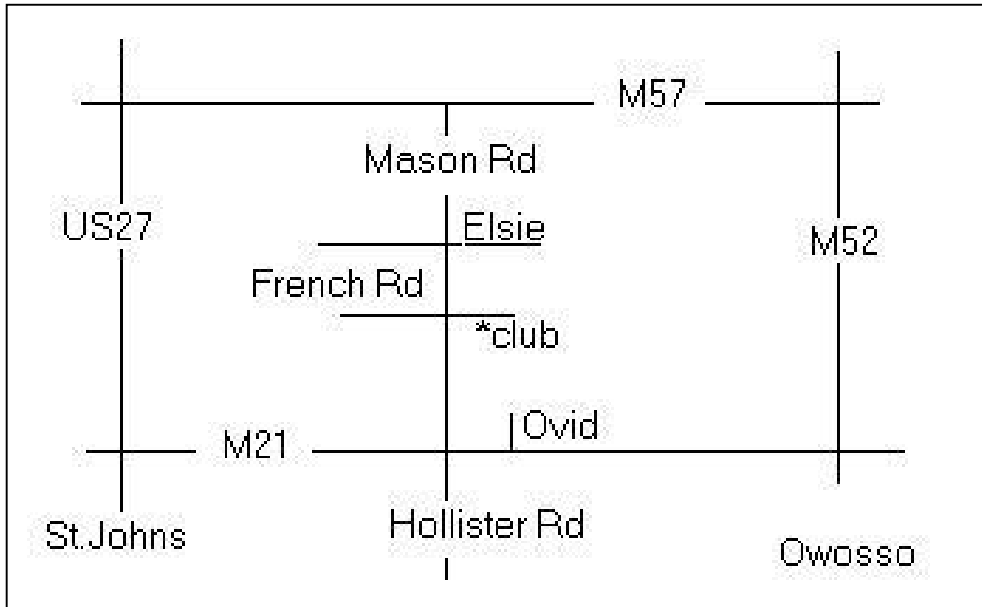 M57
Mason Rd
US27
Elsie
M52
French Rd
*club
Ovid
M21
Hollister Rd
St.Johns
Owosso